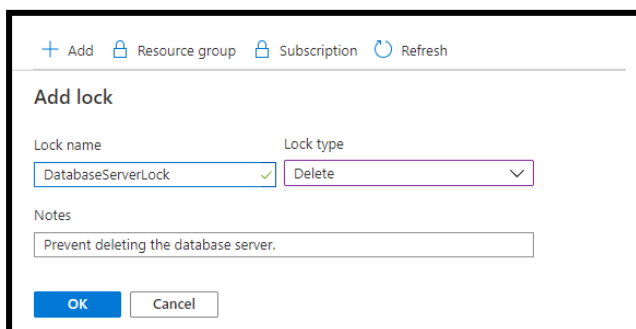 Add Resource group Subscription Refresh
Add lock
Lock name Lock type
DatabaseServerLock Delete
Notes
Prevent deleting the database server.
OK Cancel